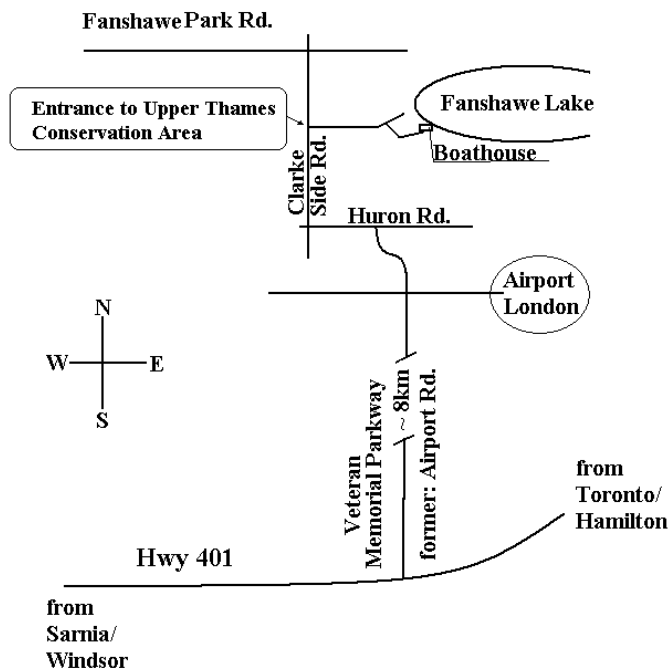 Fanshawe Park Rd.
Entrance to Upper Thames
Conservation Area
Fanshawe Lake
Boathouse
Clarke
Side Rd.
Huron Rd.
Airport
London
N
W
E
S
Veteran
Memorial Parkway
~ 8km
former: Airport Rd.
from
Toronto/
Hamilton
Hwy 401
from
Sarnia/
Windsor